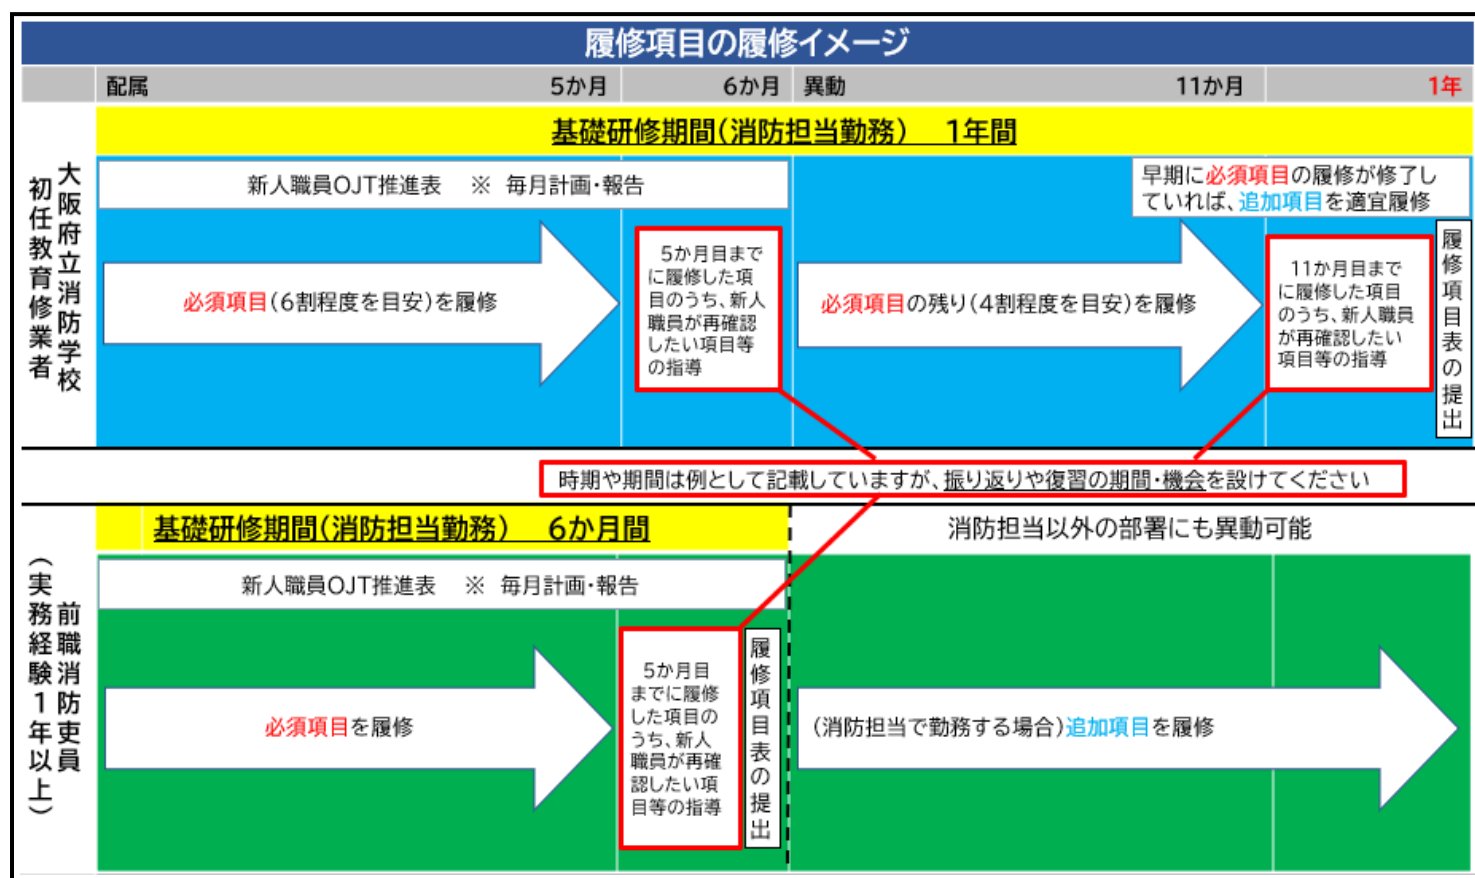 履修項目の履修イメージ
配属
5か月
6か月
異動
11か月
1年
基礎研修期間(消防担当勤務)　1年間
大阪府立消防学校
初任教育修業者
新人職員OJT推進表　※ 毎月計画・報告
早期に必須項目の履修が修了し
ていれば、追加項目を適宜履修
必須項目(6割程度を目安)を履修
5か月目まで
に履修した項
目のうち、新人
職員が再確認
したい項目等
の指導
必須項目の残り(4割程度を目安)を履修
11か月目まで
に履修した項目
のうち、新人職員
が再確認したい
項目等の指導
履修項目表の提出
時期や期間は例として記載していますが、振り返りや復習の期間・機会を設けてください
基礎研修期間(消防担当勤務)　6か月間
消防担当以外の部署にも異動可能
前職消防吏員
(実務経験1年以上)
新人職員OJT推進表　※ 毎月計画・報告
必須項目を履修
5か月目
までに履修
した項目の
うち、新人
職員が再確
認したい項
目等の指導
履修項目表の提出
(消防担当で勤務する場合)追加項目を履修